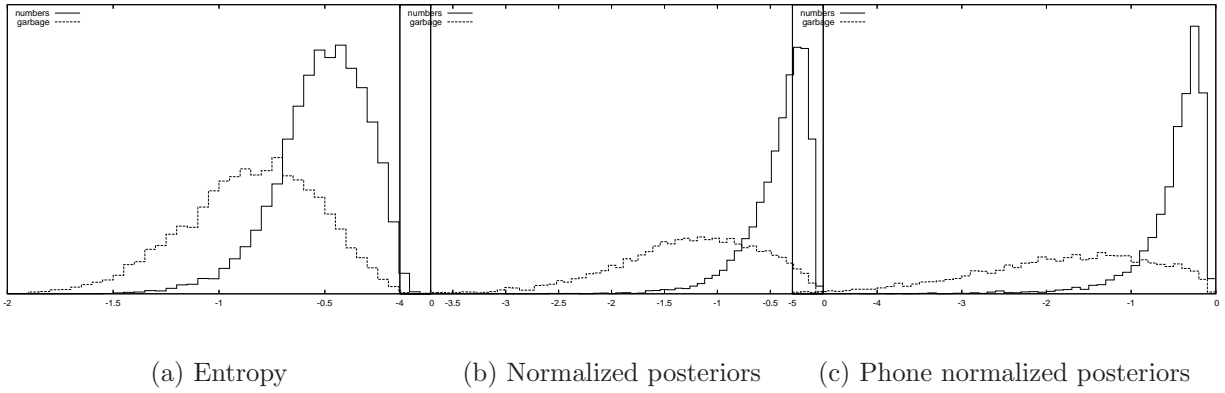 numbers
garbage
numbers
garbage
numbers
garbage
-2 -1.5 -1 -0.5 -4 0 -3.5 -3 -2.5 -2 -1.5 -1 -0.5 -5 0 -4 -3 -2 -1 0
(a) Entropy (b) Normalized posteriors (c) Phone normalized posteriors